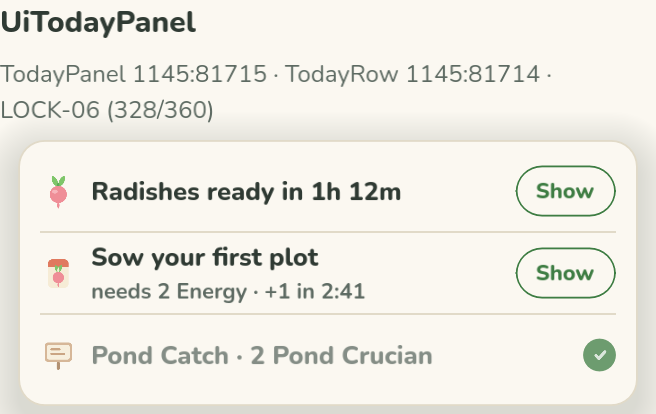 UiTodayPanel
TodayPanel 1145:81715 · TodayRow 1145:81714 ·
LOCK-06 (328/360)
Radishes ready in 1h 12m
Show
Sow your first plot
needs 2 Energy · +1 in 2:41
Show
Pond Catch · 2 Pond Crucian